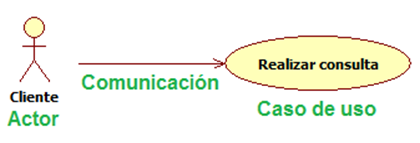 Realizar consulta
Comunicación
Cliente
Actor
Caso de uso